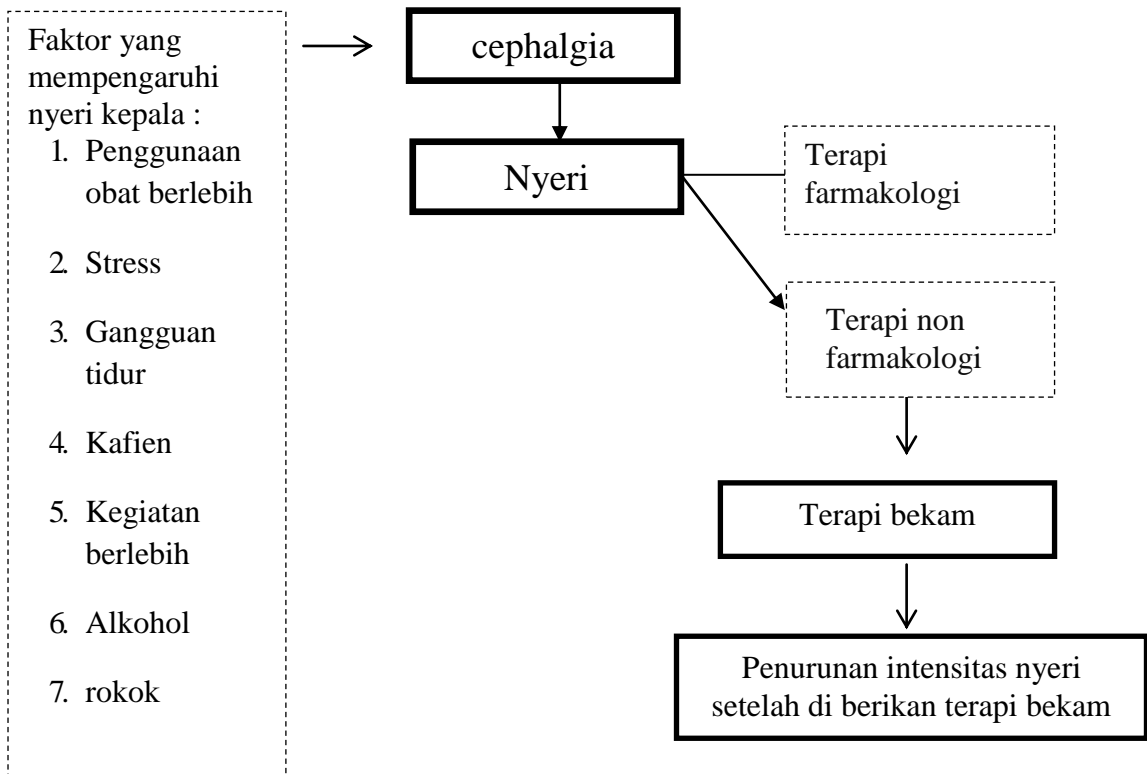 Faktor yang
mempengaruhi
nyeri kepala :
1. Penggunaan
obat berlebih
2. Stress
3. Gangguan
tidur
4. Kafien
5. Kegiatan
berlebih
6. Alkohol
7. rokok
cephalgia
Nyeri
Terapi
farmakologi
Terapi non
farmakologi
Terapi bekam
Penurunan intensitas nyeri
setelah di berikan terapi bekam